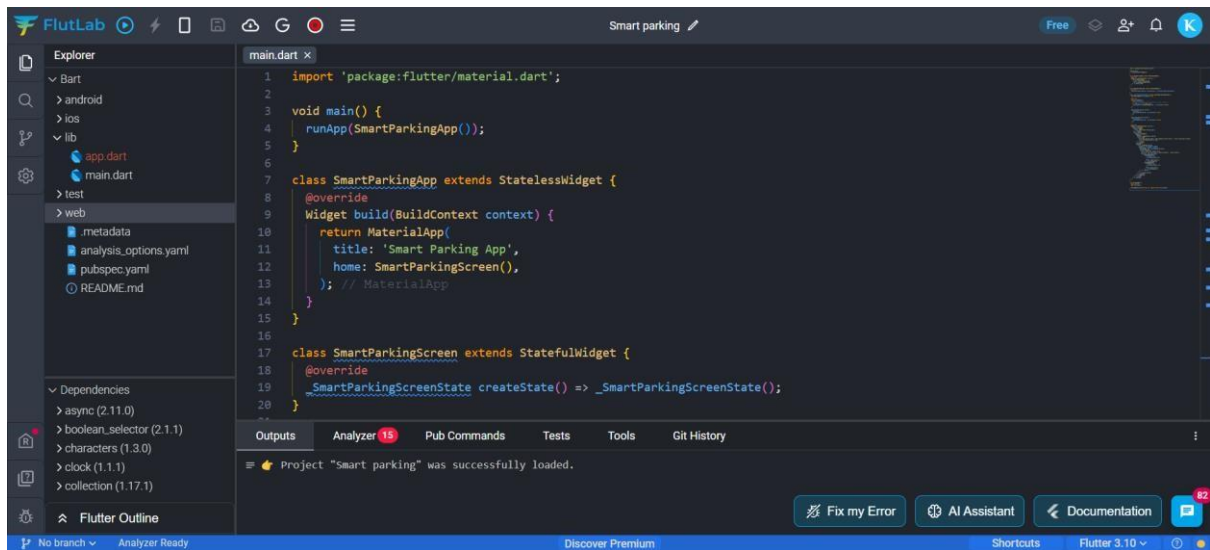 FlutLab
Smart parking
Free
K
Explorer
main.dart ×
Bart
android
ios
lib
app.dart
main.dart
test
web
.metadata
analysis_options.yaml
pubspec.yaml
README.md
1 import 'package:flutter/material.dart';
2
3 void main() {
4 runApp(SmartParkingApp());
5 }
6
7 class SmartParkingApp extends StatelessWidget {
8 @override
9 Widget build(BuildContext context) {
10 return MaterialApp(
11 title: 'Smart Parking App',
12 home: SmartParkingScreen(),
13 ); // MaterialApp
14 }
15 }
16
17 class SmartParkingScreen extends StatefulWidget {
18 @override
19 _SmartParkingScreenState createState() => _SmartParkingScreenState();
20 }
Dependencies
async (2.11.0)
boolean_selector (2.1.1)
characters (1.3.0)
clock (1.1.1)
collection (1.17.1)
Flutter Outline
Outputs Analyzer 15 Pub Commands Tests Tools Git History
Project "Smart parking" was successfully loaded.
Fix my Error AI Assistant Documentation 82
No branch Analyzer Ready Discover Premium Shortcuts Flutter 3.10